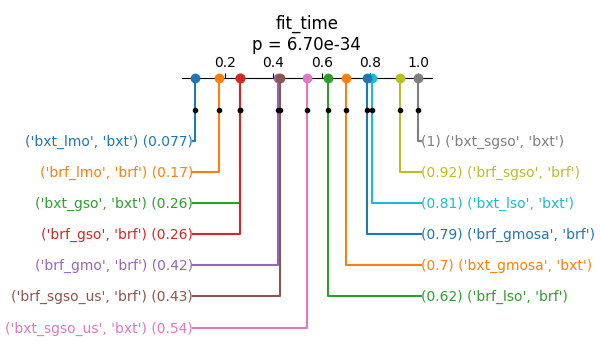 fit_time
p = 6.70e-34
0.2 0.4 0.6 0.8 1.0
('bxt_lmo', 'bxt') (0.077)
('brf_lmo', 'brf') (0.17)
('bxt_gso', 'bxt') (0.26)
('brf_gso', 'brf') (0.26)
('brf_gmo', 'brf') (0.42)
('brf_sgso_us', 'brf') (0.43)
('bxt_sgso_us', 'bxt') (0.54)
(1) ('bxt_sgso', 'bxt')
(0.92) ('brf_sgso', 'brf')
(0.81) ('bxt_lso', 'bxt')
(0.79) ('brf_gmosa', 'brf')
(0.7) ('bxt_gmosa', 'bxt')
(0.62) ('brf_lso', 'brf')